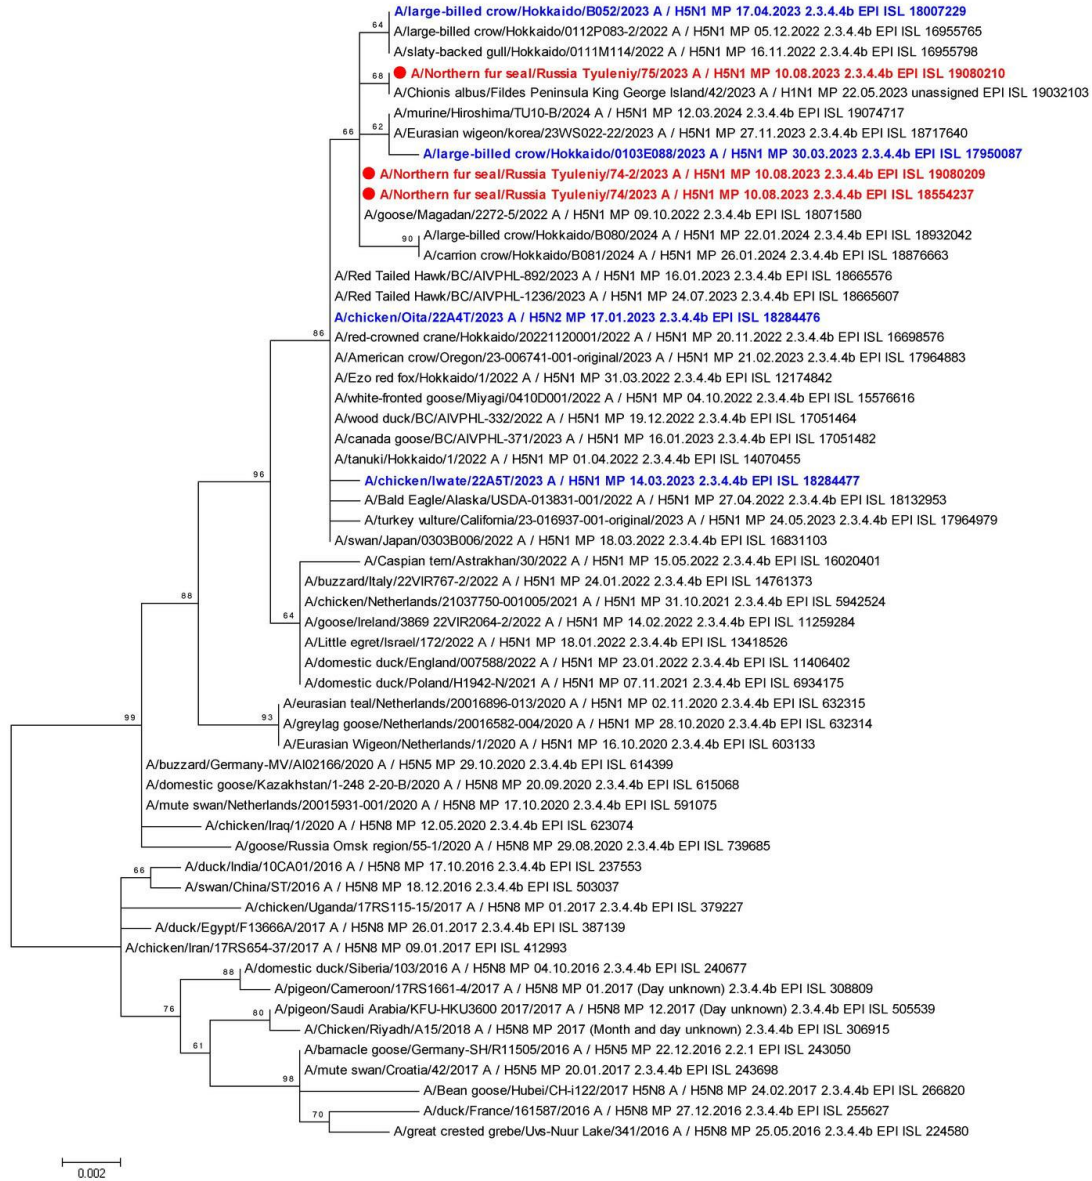 A/large-billed crow/Hokkaido/B052/2023 A / H5N1 MP 17.04.2023 2.3.4.4b EPI ISL 18007229
64
A/large-billed crow/Hokkaido/0112P083-2/2022 A / H5N1 MP 05.12.2022 2.3.4.4b EPI ISL 16955765
A/slaty-backed gull/Hokkaido/0111M114/2022 A / H5N1 MP 16.11.2022 2.3.4.4b EPI ISL 16955798
68
A/Northern fur seal/Russia Tyuleniy/75/2023 A / H5N1 MP 10.08.2023 2.3.4.4b EPI ISL 19080210
A/Chionis albus/Fildes Peninsula King George Island/42/2023 A / H1N1 MP 22.05.2023 unassigned EPI ISL 19032103
A/murine/Hiroshima/TU10-B/2024 A / H5N1 MP 12.03.2024 2.3.4.4b EPI ISL 19074717
66
62
A/Eurasian wigeon/korea/23WS022-22/2023 A / H5N1 MP 27.11.2023 2.3.4.4b EPI ISL 18717640
A/large-billed crow/Hokkaido/0103E088/2023 A / H5N1 MP 30.03.2023 2.3.4.4b EPI ISL 17950087
A/Northern fur seal/Russia Tyuleniy/74-2/2023 A / H5N1 MP 10.08.2023 2.3.4.4b EPI ISL 19080209
A/Northern fur seal/Russia Tyuleniy/74/2023 A / H5N1 MP 10.08.2023 2.3.4.4b EPI ISL 18554237
A/goose/Magadan/2272-5/2022 A / H5N1 MP 09.10.2022 2.3.4.4b EPI ISL 18071580
90
A/large-billed crow/Hokkaido/B080/2024 A / H5N1 MP 22.01.2024 2.3.4.4b EPI ISL 18932042
A/carrion crow/Hokkaido/B081/2024 A / H5N1 MP 26.01.2024 2.3.4.4b EPI ISL 18876663
A/Red Tailed Hawk/BC/AIVPHL-892/2023 A / H5N1 MP 16.01.2023 2.3.4.4b EPI ISL 18665576
A/Red Tailed Hawk/BC/AIVPHL-1236/2023 A / H5N1 MP 24.07.2023 2.3.4.4b EPI ISL 18665607
A/chicken/Oita/22A4T/2023 A / H5N2 MP 17.01.2023 2.3.4.4b EPI ISL 18284476
86
A/red-crowned crane/Hokkaido/20221120001/2022 A / H5N1 MP 20.11.2022 2.3.4.4b EPI ISL 16698576
A/American crow/Oregon/23-006741-001-original/2023 A / H5N1 MP 21.02.2023 2.3.4.4b EPI ISL 17964883
A/Ezo red fox/Hokkaido/1/2022 A / H5N1 MP 31.03.2022 2.3.4.4b EPI ISL 12174842
A/white-fronted goose/Miyagi/0410D001/2022 A / H5N1 MP 04.10.2022 2.3.4.4b EPI ISL 15576616
A/wood duck/BC/AIVPHL-332/2022 A / H5N1 MP 19.12.2022 2.3.4.4b EPI ISL 17051464
A/canada goose/BC/AIVPHL-371/2023 A / H5N1 MP 16.01.2023 2.3.4.4b EPI ISL 17051482
A/tanuki/Hokkaido/1/2022 A / H5N1 MP 01.04.2022 2.3.4.4b EPI ISL 14070455
96
A/chicken/Iwate/22A5T/2023 A / H5N1 MP 14.03.2023 2.3.4.4b EPI ISL 18284477
A/Bald Eagle/Alaska/USDA-013831-001/2022 A / H5N1 MP 27.04.2022 2.3.4.4b EPI ISL 18132953
A/turkey vulture/California/23-016937-001-original/2023 A / H5N1 MP 24.05.2023 2.3.4.4b EPI ISL 17964979
A/swan/Japan/0303B006/2022 A / H5N1 MP 18.03.2022 2.3.4.4b EPI ISL 16831103
A/Caspian tern/Astrakhan/30/2022 A / H5N1 MP 15.05.2022 2.3.4.4b EPI ISL 16020401
A/buzzard/Italy/22VIR767-2/2022 A / H5N1 MP 24.01.2022 2.3.4.4b EPI ISL 14761373
88
A/chicken/Netherlands/21037750-001005/2021 A / H5N1 MP 31.10.2021 2.3.4.4b EPI ISL 5942524
64
A/goose/Ireland/3869 22VIR2064-2/2022 A / H5N1 MP 14.02.2022 2.3.4.4b EPI ISL 11259284
A/Little egret/Israel/172/2022 A / H5N1 MP 18.01.2022 2.3.4.4b EPI ISL 13418526
A/domestic duck/England/007588/2022 A / H5N1 MP 23.01.2022 2.3.4.4b EPI ISL 11406402
A/domestic duck/Poland/H1942-N/2021 A / H5N1 MP 07.11.2021 2.3.4.4b EPI ISL 6934175
A/eurasian teal/Netherlands/20016896-013/2020 A / H5N1 MP 02.11.2020 2.3.4.4b EPI ISL 632315
99
93
A/greylag goose/Netherlands/20016582-004/2020 A / H5N1 MP 28.10.2020 2.3.4.4b EPI ISL 632314
A/Eurasian Wigeon/Netherlands/1/2020 A / H5N1 MP 16.10.2020 2.3.4.4b EPI ISL 603133
A/buzzard/Germany-MV/AI02166/2020 A / H5N5 MP 29.10.2020 2.3.4.4b EPI ISL 614399
A/domestic goose/Kazakhstan/1-248 2-20-B/2020 A / H5N8 MP 20.09.2020 2.3.4.4b EPI ISL 615068
A/mute swan/Netherlands/20015931-001/2020 A / H5N8 MP 17.10.2020 2.3.4.4b EPI ISL 591075
A/chicken/Iraq/1/2020 A / H5N8 MP 12.05.2020 2.3.4.4b EPI ISL 623074
A/goose/Russia Omsk region/55-1/2020 A / H5N8 MP 29.08.2020 2.3.4.4b EPI ISL 739685
66
A/duck/India/10CA01/2016 A / H5N8 MP 17.10.2016 2.3.4.4b EPI ISL 237553
A/swan/China/ST/2016 A / H5N8 MP 18.12.2016 2.3.4.4b EPI ISL 503037
A/chicken/Uganda/17RS115-15/2017 A / H5N8 MP 01.2017 2.3.4.4b EPI ISL 379227
A/duck/Egypt/F13666A/2017 A / H5N8 MP 26.01.2017 2.3.4.4b EPI ISL 387139
A/chicken/Iran/17RS654-37/2017 A / H5N8 MP 09.01.2017 EPI ISL 412993
88
A/domestic duck/Siberia/103/2016 A / H5N8 MP 04.10.2016 2.3.4.4b EPI ISL 240677
A/pigeon/Cameroon/17RS1661-4/2017 A / H5N8 MP 01.2017 (Day unknown) 2.3.4.4b EPI ISL 308809
76
80
A/pigeon/Saudi Arabia/KFU-HKU3600 2017/2017 A / H5N8 MP 12.2017 (Day unknown) 2.3.4.4b EPI ISL 505539
A/Chicken/Riyadh/A15/2018 A / H5N8 MP 2017 (Month and day unknown) 2.3.4.4b EPI ISL 306915
61
A/barnacle goose/Germany-SH/R11505/2016 A / H5N5 MP 22.12.2016 2.2.1 EPI ISL 243050
A/mute swan/Croatia/42/2017 A / H5N5 MP 20.01.2017 2.3.4.4b EPI ISL 243698
98
A/Bean goose/Hubei/CH-i122/2017 H5N8 A / H5N8 MP 24.02.2017 2.3.4.4b EPI ISL 266820
70
A/duck/France/161587/2016 A / H5N8 MP 27.12.2016 2.3.4.4b EPI ISL 255627
A/great crested grebe/Uvs-Nuur Lake/341/2016 A / H5N8 MP 25.05.2016 2.3.4.4b EPI ISL 224580
0.002